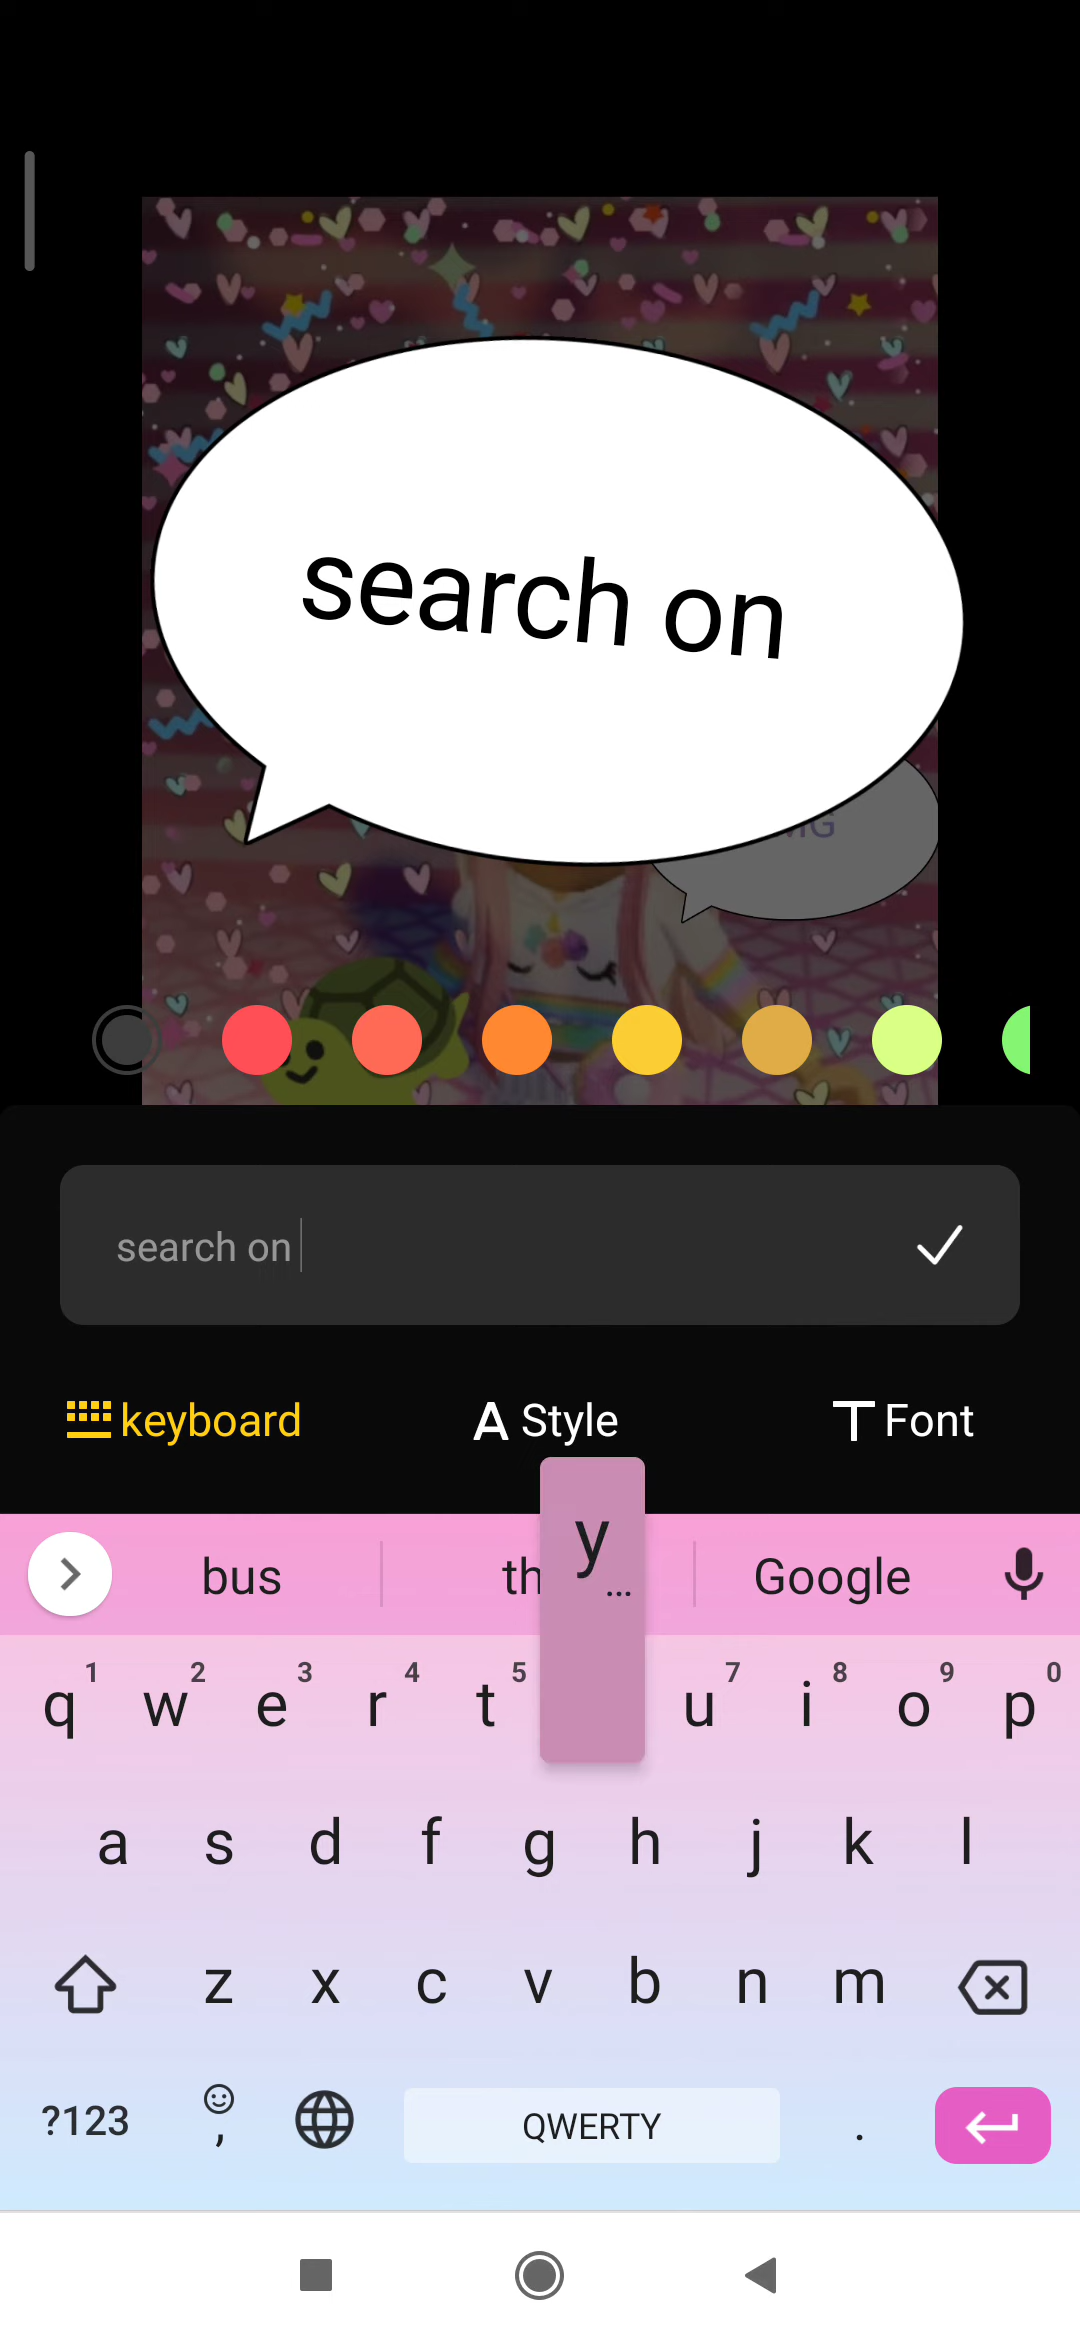 search on
search on
keyboard
A Style
T Font
bus
th
Google
y
...
q 1 w 2 e 3 r 4 t 5 u 7 i 8 o 9 p 0
a s d f g h j k l
z x c v b n m
?123 , QWERTY .